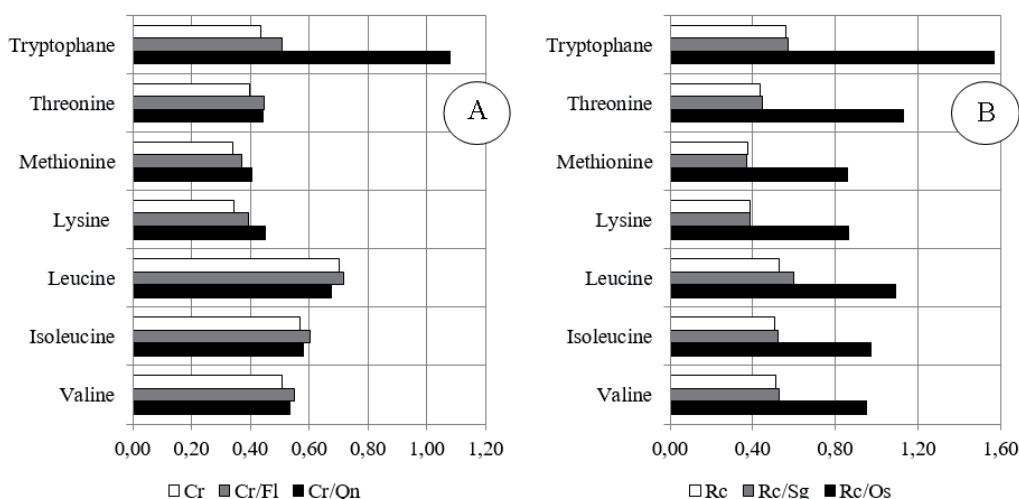 Tryptophane
Threonine
Methionine
Lysine
Leucine
Isoleucine
Valine
A
0,00 0,20 0,40 0,60 0,80 1,00 1,20
Cr Cr/Fl Cr/Qn
Tryptophane
Threonine
Methionine
Lysine
Leucine
Isoleucine
Valine
B
0,00 0,40 0,80 1,20 1,60
Rc Rc/Sg Rc/Os